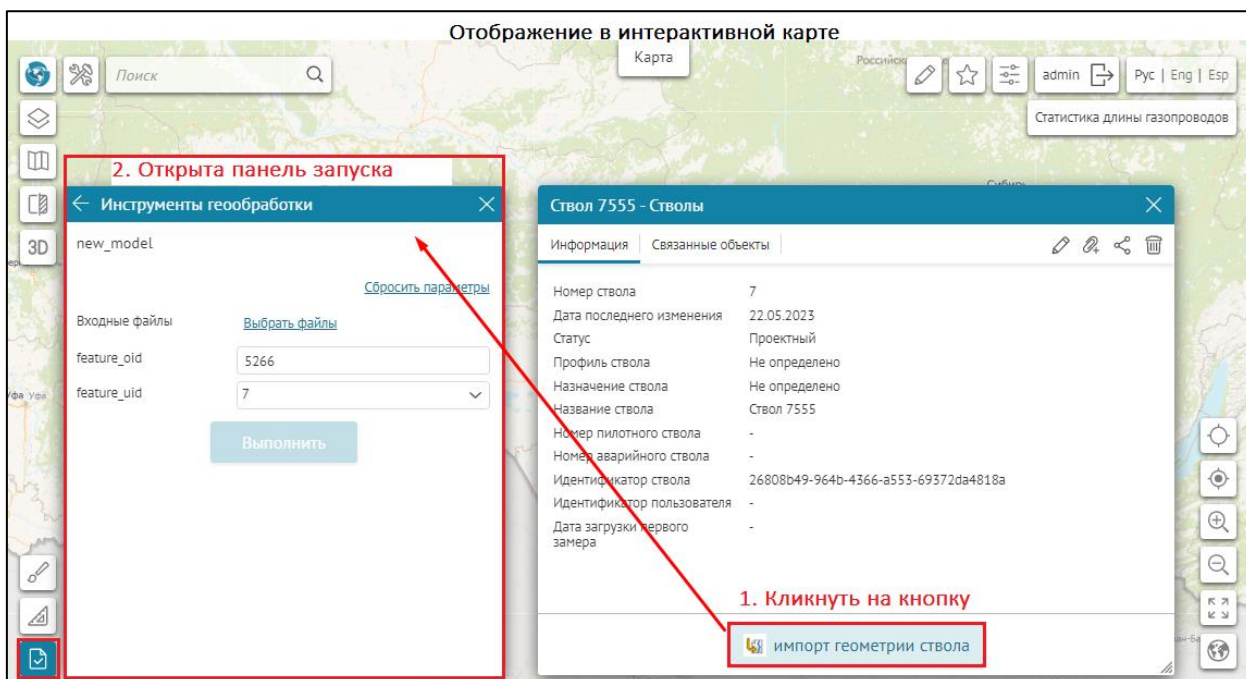 Отображение в интерактивной карте
Поиск
Карта
admin
Рус | Eng | Esp
Статистика длины газопроводов
3D
2. Открыта панель запуска
Инструменты геообработки
new_model
Сбросить параметры
Входные файлы
Выбрать файлы
feature_oid
5266
feature_uid
7
Выполнить
Ствол 7555 - Стволы
Информация
Связанные объекты
Номер ствола 7
Дата последнего изменения 22.05.2023
Статус Проектный
Профиль ствола Не определено
Назначение ствола Не определено
Название ствола Ствол 7555
Номер пилотного ствола -
Номер аварийного ствола -
Идентификатор ствола 26808b49-964b-4366-a553-69372da4818a
Идентификатор пользователя -
Дата загрузки первого -
замера
1. Кликнуть на кнопку
импорт геометрии ствола
Уфа